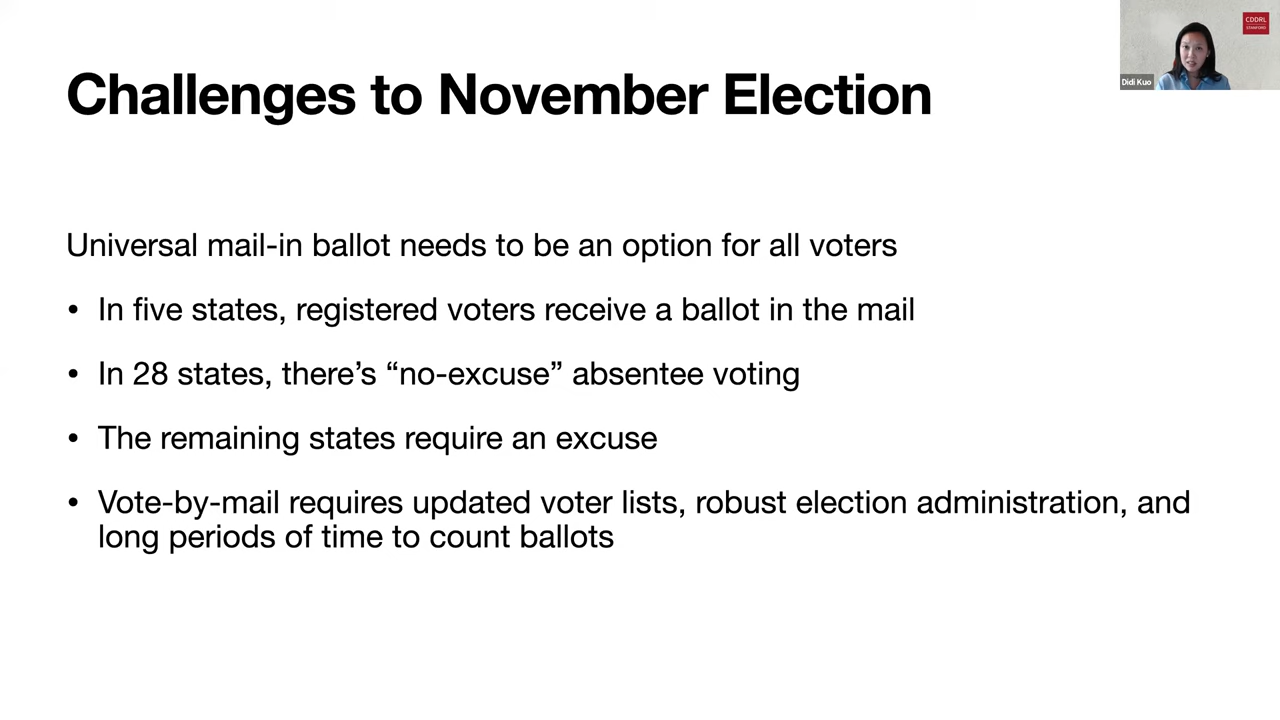 Challenges to November Election
CDDRL
STANFORD
Didi Kuo
Universal mail-in ballot needs to be an option for all voters
• In five states, registered voters receive a ballot in the mail
• In 28 states, there’s “no-excuse” absentee voting
• The remaining states require an excuse
• Vote-by-mail requires updated voter lists, robust election administration, and
long periods of time to count ballots